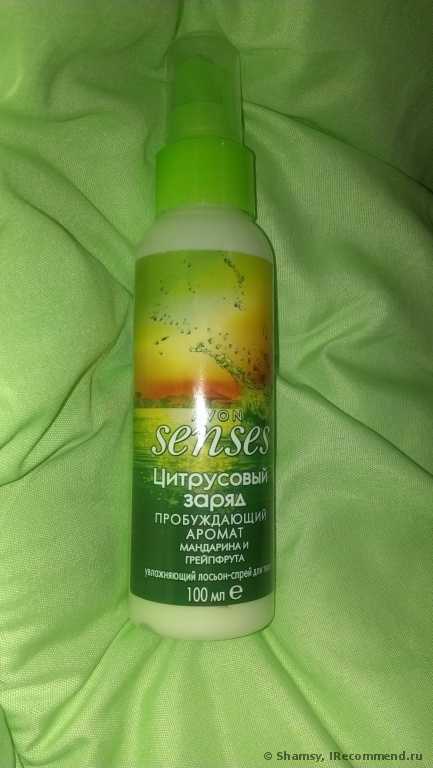 AVON
senses
Цитрусовый
заряд
ПРОБУЖДАЮЩИЙ
АРОМАТ
МАНДАРИНА И
ГРЕЙПФРУТА
увлажняющий лосьон-спрей для тела
100 мл ℮
© Shamsy, IRecommend.ru